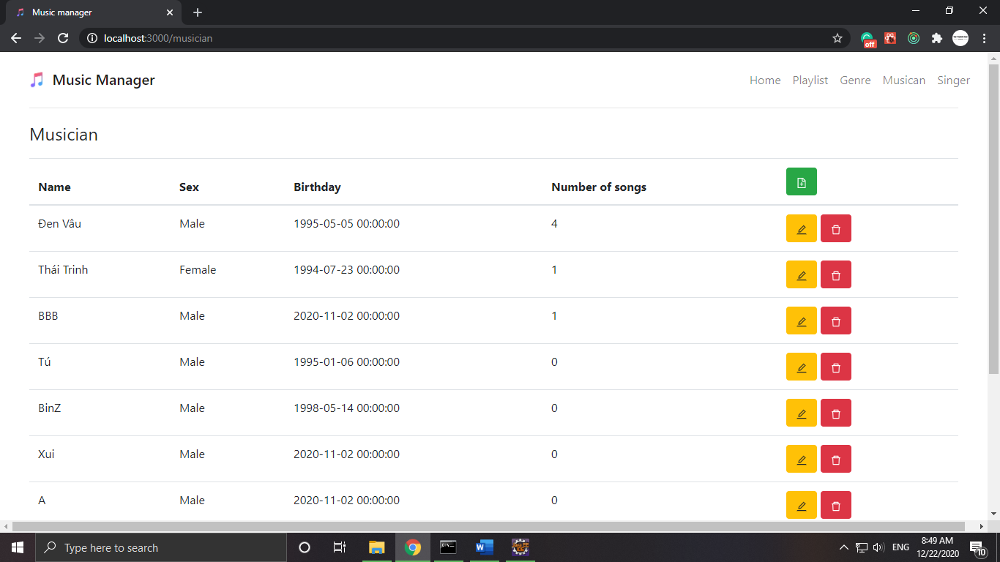 Music manager
localhost:3000/musician
off
Music Manager Home Playlist Genre Musican Singer
Musician
Name Sex Birthday Number of songs
Đen Vâu Male 1995-05-05 00:00:00 4
Thái Trinh Female 1994-07-23 00:00:00 1
BBB Male 2020-11-02 00:00:00 1
Tú Male 1995-01-06 00:00:00 0
BinZ Male 1998-05-14 00:00:00 0
Xui Male 2020-11-02 00:00:00 0
A Male 2020-11-02 00:00:00 0
Type here to search
ENG
8:49 AM
12/22/2020
10